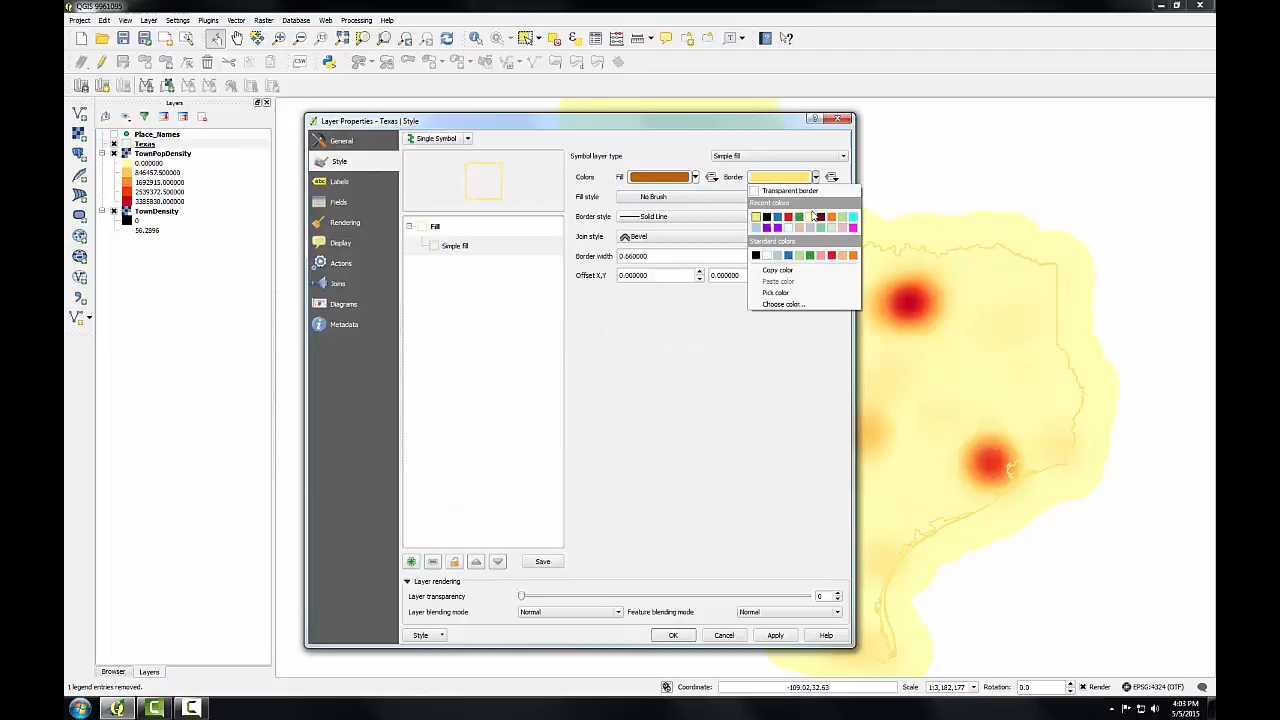 QGIS 9961095
Project Edit View Layer Settings Plugins Vector Raster Database Web Processing Help
CSW
Layers
Place_Names
Texas
TownPopDensity
0.000000
846457.500000
1692915.000000
2539372.500000
3385830.000000
TownDensity
0
56.2896
Layer Properties - Texas | Style
General
Style
Labels
Fields
Rendering
Display
Actions
Joins
Diagrams
Metadata
Single Symbol
Fill
Simple fill
Save
Symbol layer type Simple fill
Colors Fill Border
Fill style No Brush
Border style Solid Line
Join style Bevel
Border width 0.660000
Offset X,Y 0.000000 0.000000
Transparent border
Recent colors
Standard colors
Copy color
Paste color
Pick color
Choose color...
Layer rendering
Layer transparency 0
Layer blending mode Normal Feature blending mode Normal
Style OK Cancel Apply Help
Browser Layers
1 legend entries removed. Coordinate: -109.02,32.63 Scale 1:3,182,177 Rotation: 0.0 Render EPSG:4324 (OTF)
4:03 PM
5/5/2015